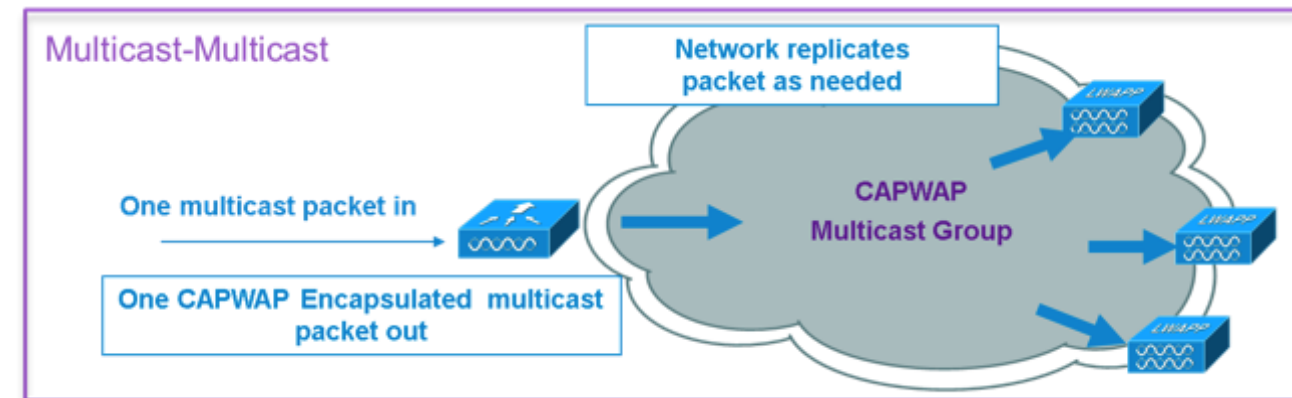 Multicast-Multicast
Network replicates
packet as needed
LWAPP
One multicast packet in
CAPWAP
Multicast Group
LWAPP
One CAPWAP Encapsulated multicast
packet out
LWAPP